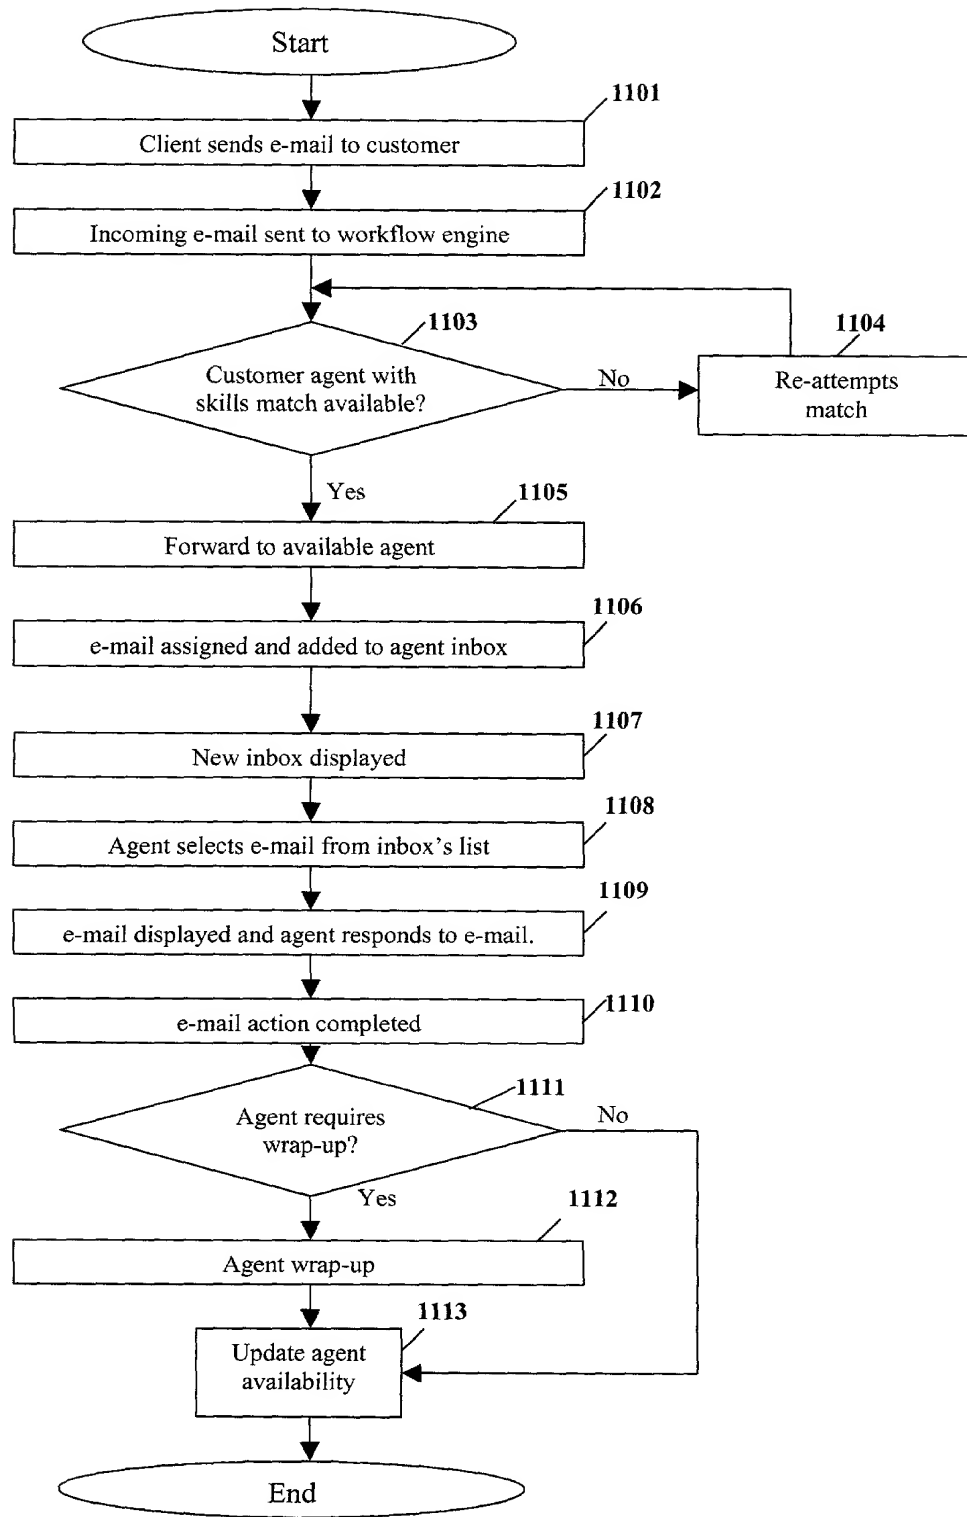 Start
1101
Client sends e-mail to customer
1102
Incoming e-mail sent to workflow engine
1103
Customer agent with
skills match available?
No
1104
Re-attempts
match
Yes
1105
Forward to available agent
1106
e-mail assigned and added to agent inbox
1107
New inbox displayed
1108
Agent selects e-mail from inbox’s list
1109
e-mail displayed and agent responds to e-mail.
1110
e-mail action completed
1111
Agent requires
wrap-up?
No
Yes
1112
Agent wrap-up
1113
Update agent
availability
End